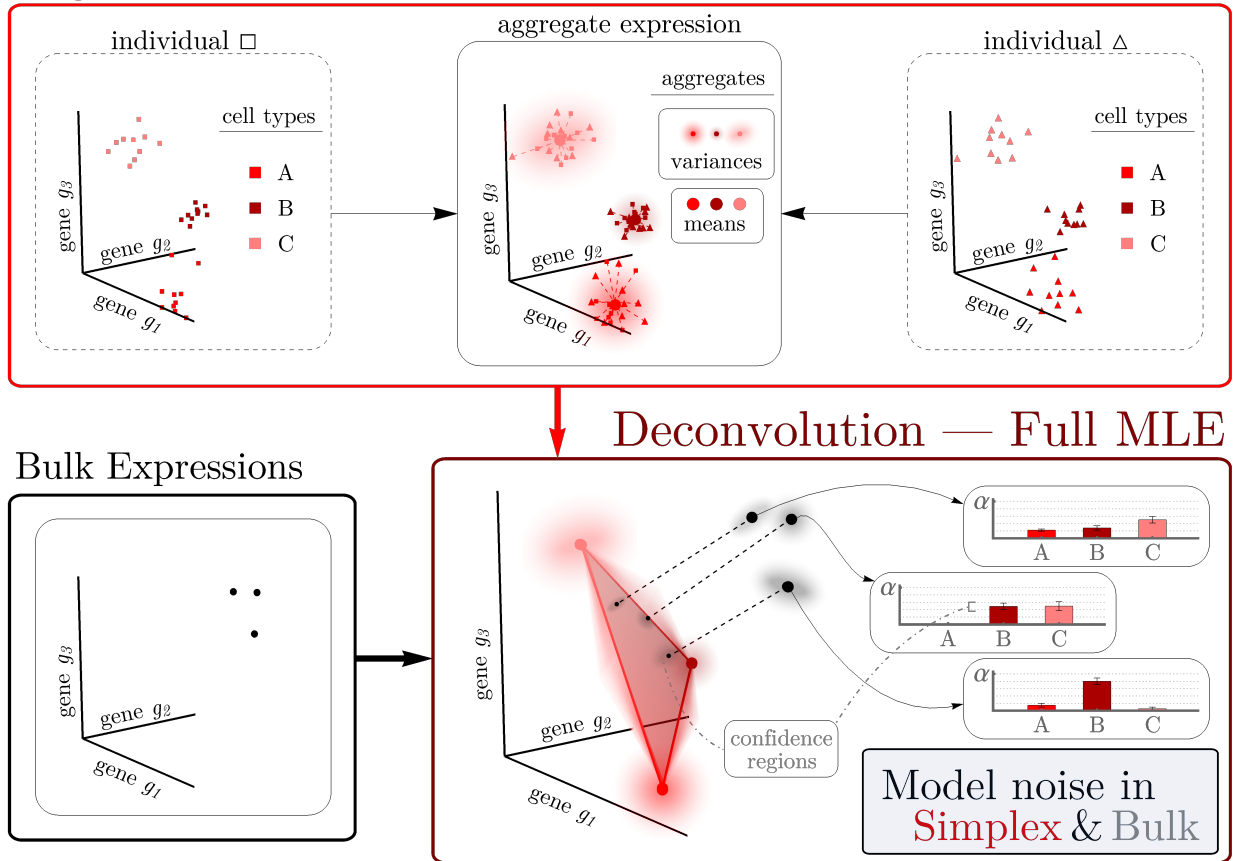 individual □
aggregate expression
individual △
cell types
A
B
C
gene g3
gene g2
gene g1
aggregates
variances
means
gene g3
gene g2
gene g1
cell types
A
B
C
gene g3
gene g2
gene g1
Deconvolution — Full MLE
Bulk Expressions
gene g3
gene g2
gene g1
gene g3
gene g2
gene g1
α
A B C
α
A B C
α
A B C
confidence
regions
Model noise in
Simplex & Bulk